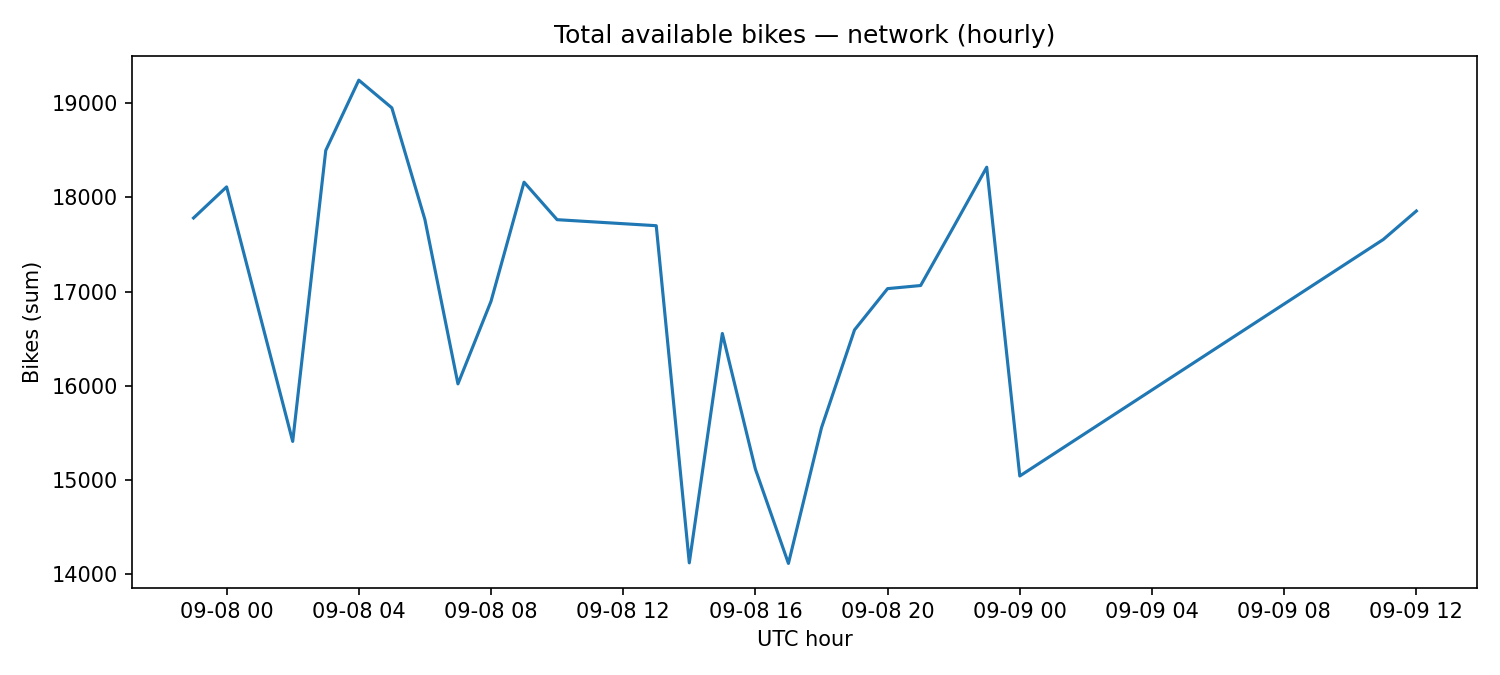 Total available bikes — network (hourly)
Bikes (sum)
19000
18000
17000
16000
15000
14000
09-08 00 09-08 04 09-08 08 09-08 12 09-08 16 09-08 20 09-09 00 09-09 04 09-09 08 09-09 12
UTC hour